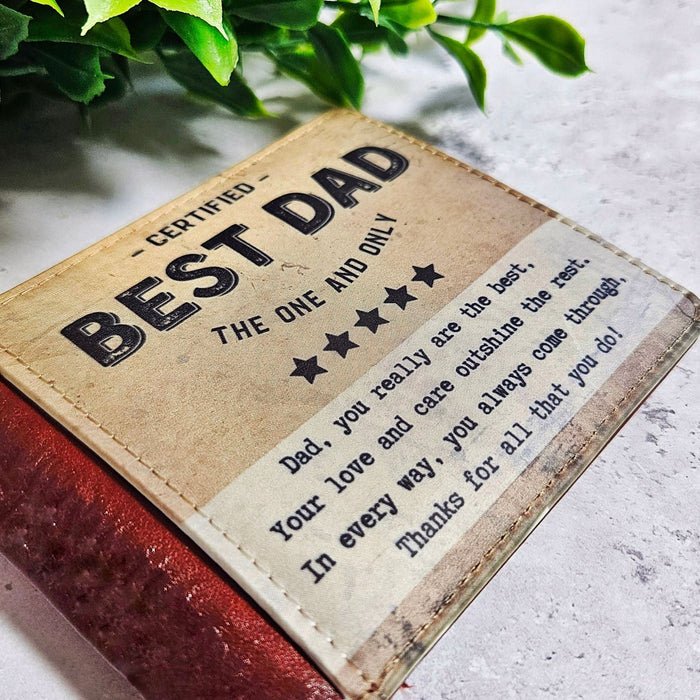 - CERTIFIED -
BEST DAD
THE ONE AND ONLY
Dad, you really are the best,
Your love and care outshine the rest.
In every way, you always come through,
Thanks for all that you do!